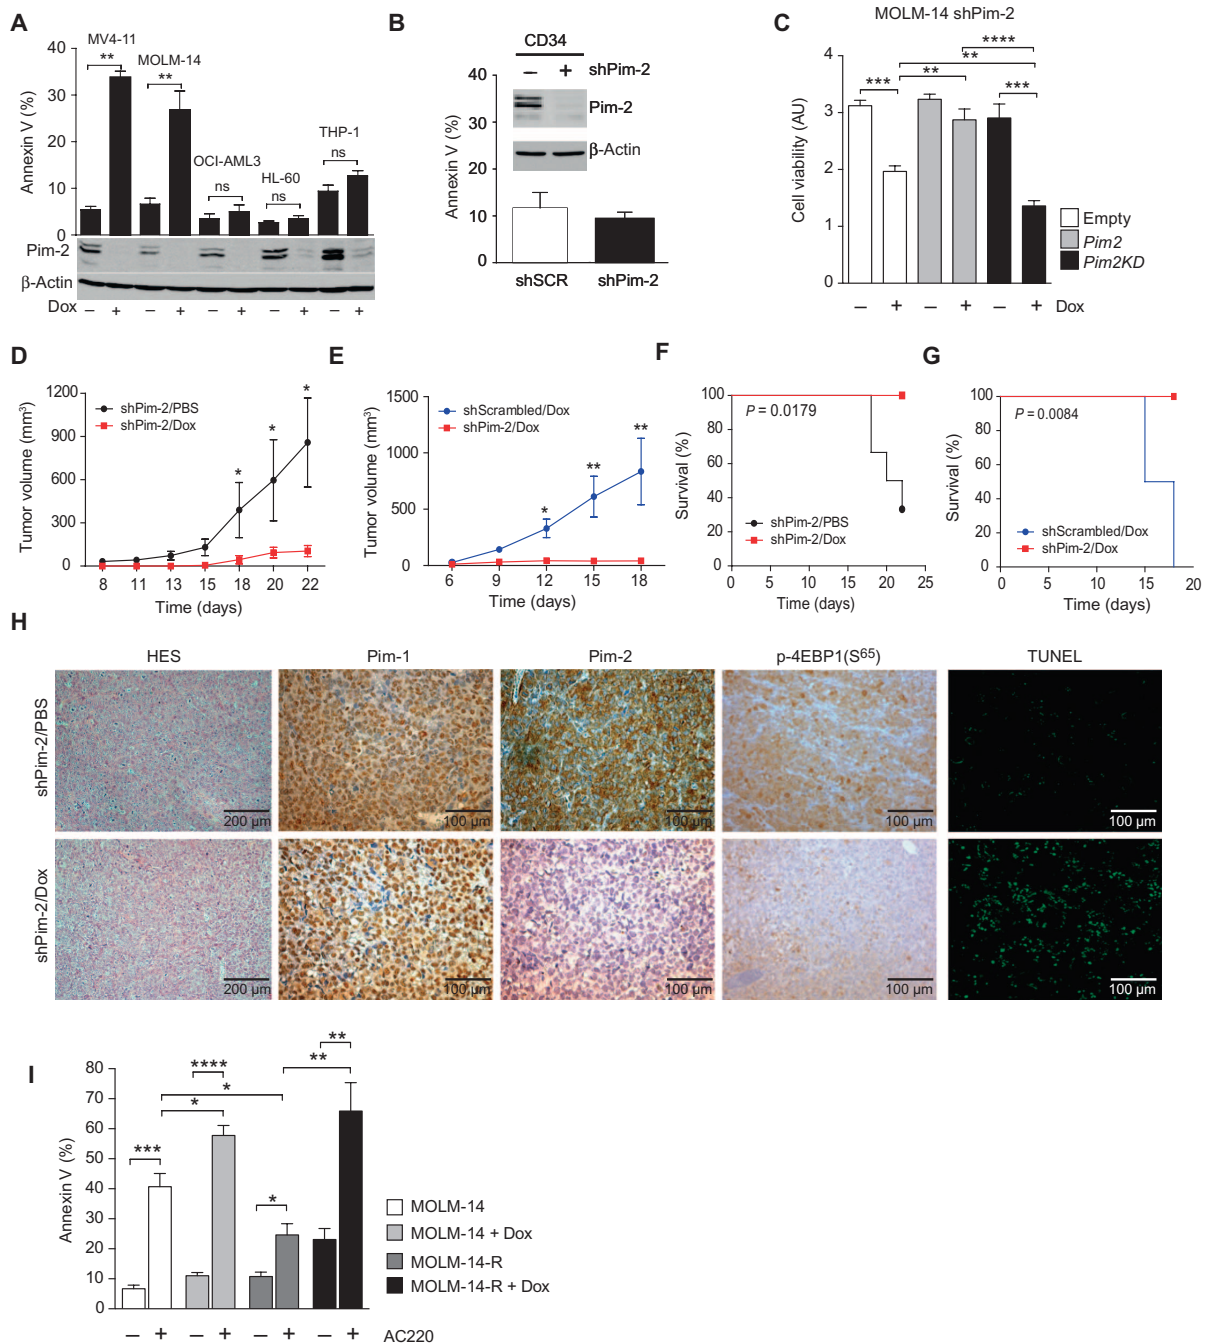 A
MV4-11
MOLM-14
OCI-AML3
HL-60
THP-1
** ** ns ns ns
Annexin V (%)
40
30
20
10
0
Pim-2
β-Actin
Dox
– + – + – + – + – +
B
CD34
– + shPim-2
Pim-2
β-Actin
Annexin V (%)
40
30
20
10
0
shSCR shPim-2
C
MOLM-14 shPim-2
****
**
*** ** ***
Cell viability (AU)
4
3
2
1
0
– + – + – + Dox
Empty
Pim2
Pim2KD
D
shPim-2/PBS
shPim-2/Dox
Tumor volume (mm³)
1200
900
600
300
0
* * *
8 11 13 15 18 20 22
Time (days)
E
shScrambled/Dox
shPim-2/Dox
Tumor volume (mm³)
1500
1000
500
0
* ** **
6 9 12 15 18
Time (days)
F
P = 0.0179
Survival (%)
100
80
60
40
20
0
shPim-2/PBS
shPim-2/Dox
0 5 10 15 20 25
Time (days)
G
P = 0.0084
Survival (%)
100
80
60
40
20
0
shScrambled/Dox
shPim-2/Dox
0 5 10 15 20
Time (days)
H
HES Pim-1 Pim-2 p-4EBP1(S⁶⁵) TUNEL
shPim-2/PBS
200 µm 100 µm 100 µm 100 µm 100 µm
shPim-2/Dox
200 µm 100 µm 100 µm 100 µm 100 µm
I
Annexin V (%)
80
70
60
50
40
30
20
10
0
*** **** * * * ** **
– + – + – + – + AC220
MOLM-14
MOLM-14 + Dox
MOLM-14-R
MOLM-14-R + Dox